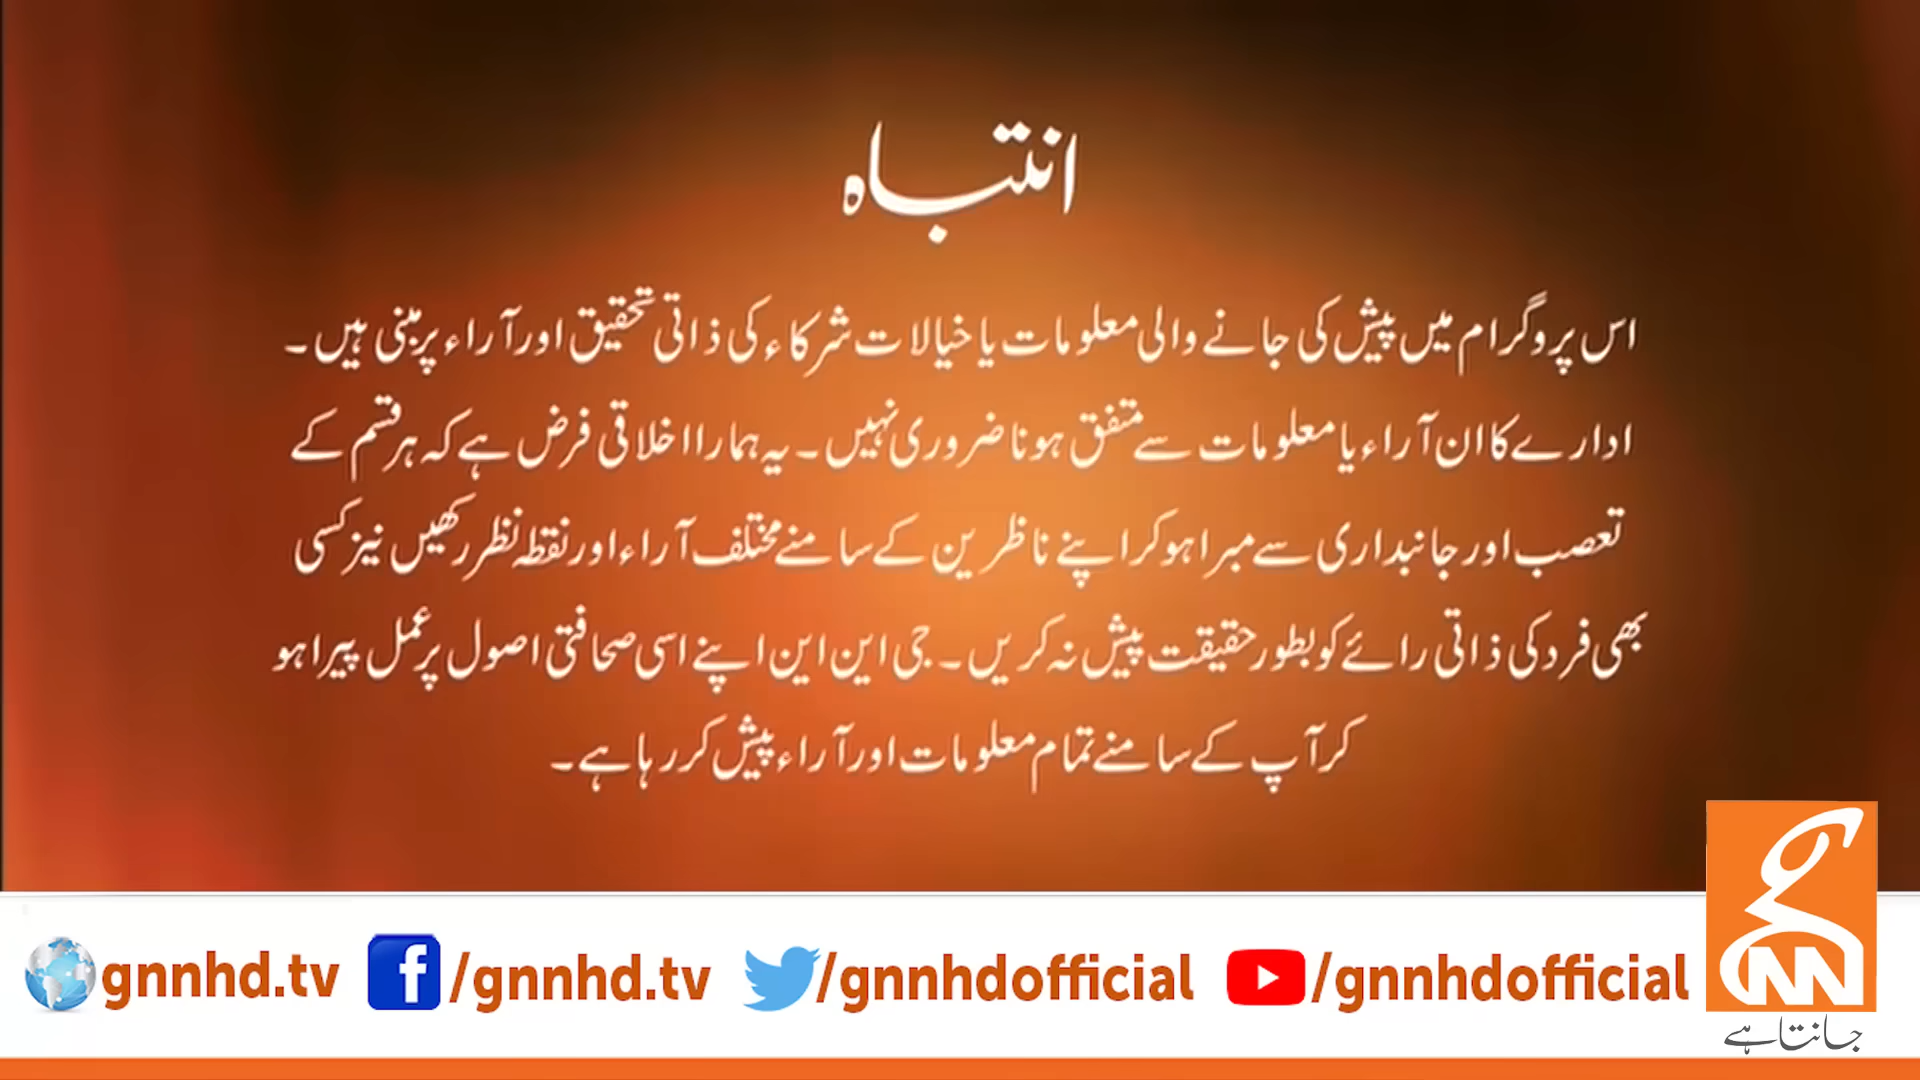 انتباہ
اس پروگرام میں پیش کی جانے والی معلومات یا خیالات شرکاء کی ذاتی تحقیق اور آراء پر مبنی ہیں۔
ادارے کا ان آراء یا معلومات سے متفق ہونا ضروری نہیں۔ یہ ہمارا اخلاقی فرض ہے کہ ہر قسم کے
تعصب اور جانبداری سے مبرا ہو کر اپنے ناظرین کے سامنے مختلف آراء اور نقطہ نظر رکھیں نیز کسی
بھی فرد کی ذاتی رائے کو بطور حقیقت پیش نہ کریں۔ جی این این اپنے اسی صحافتی اصول پر عمل پیرا ہو
کر آپ کے سامنے تمام معلومات اور آراء پیش کر رہا ہے۔
gnnhd.tv /gnnhd.tv /gnnhdofficial /gnnhdofficial
GNN
جانتا ہے